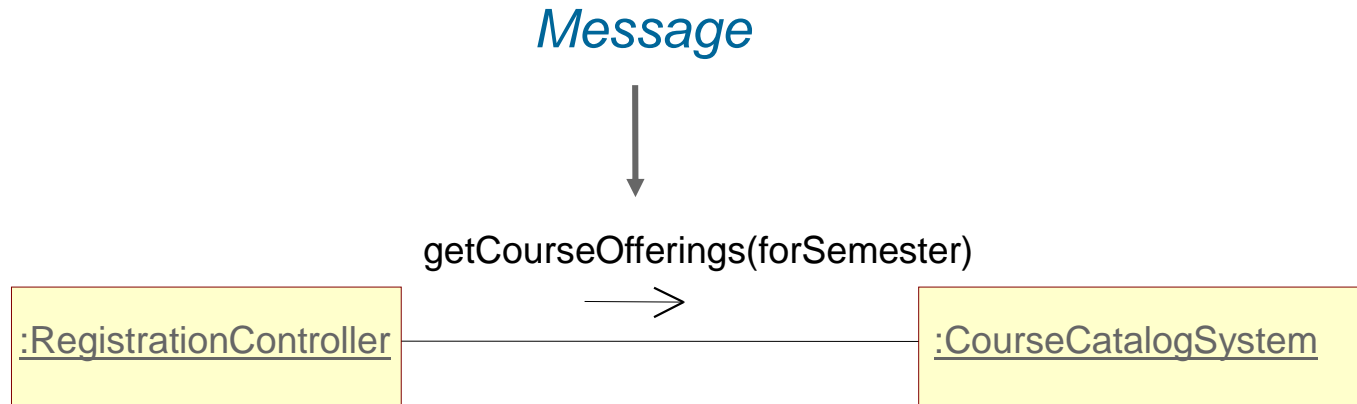 Message
getCourseOfferings(forSemester)
:RegistrationController
:CourseCatalogSystem